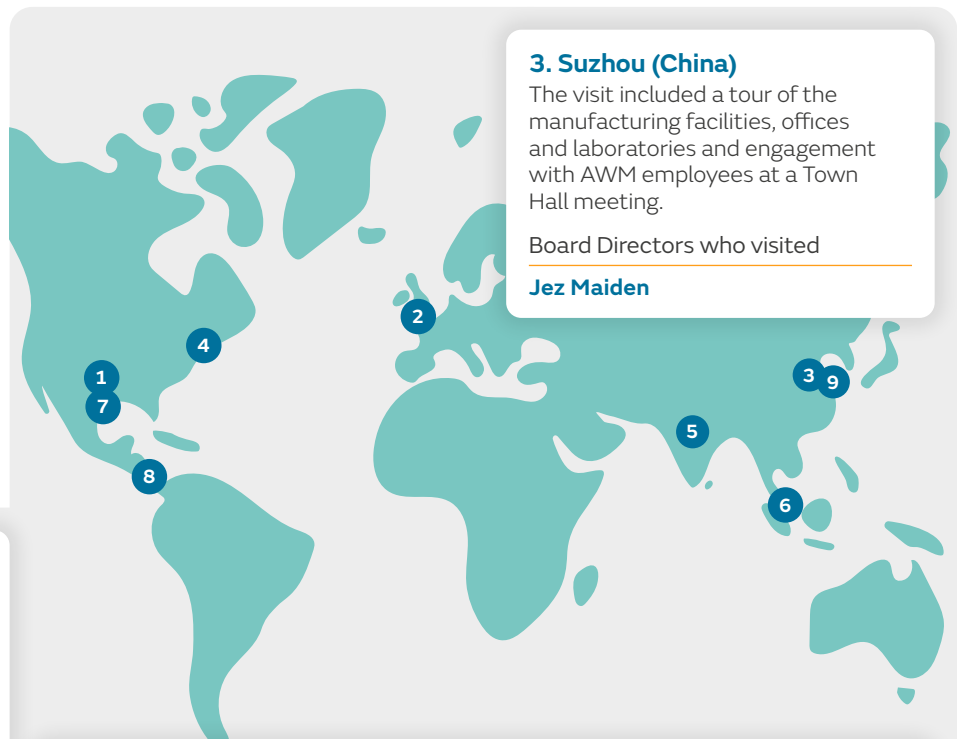 3. Suzhou (China)
The visit included a tour of the
manufacturing facilities, offices
and laboratories and engagement
with AWM employees at a Town
Hall meeting.
Board Directors who visited
Jez Maiden
2
4
1
3
9
7
5
8
6